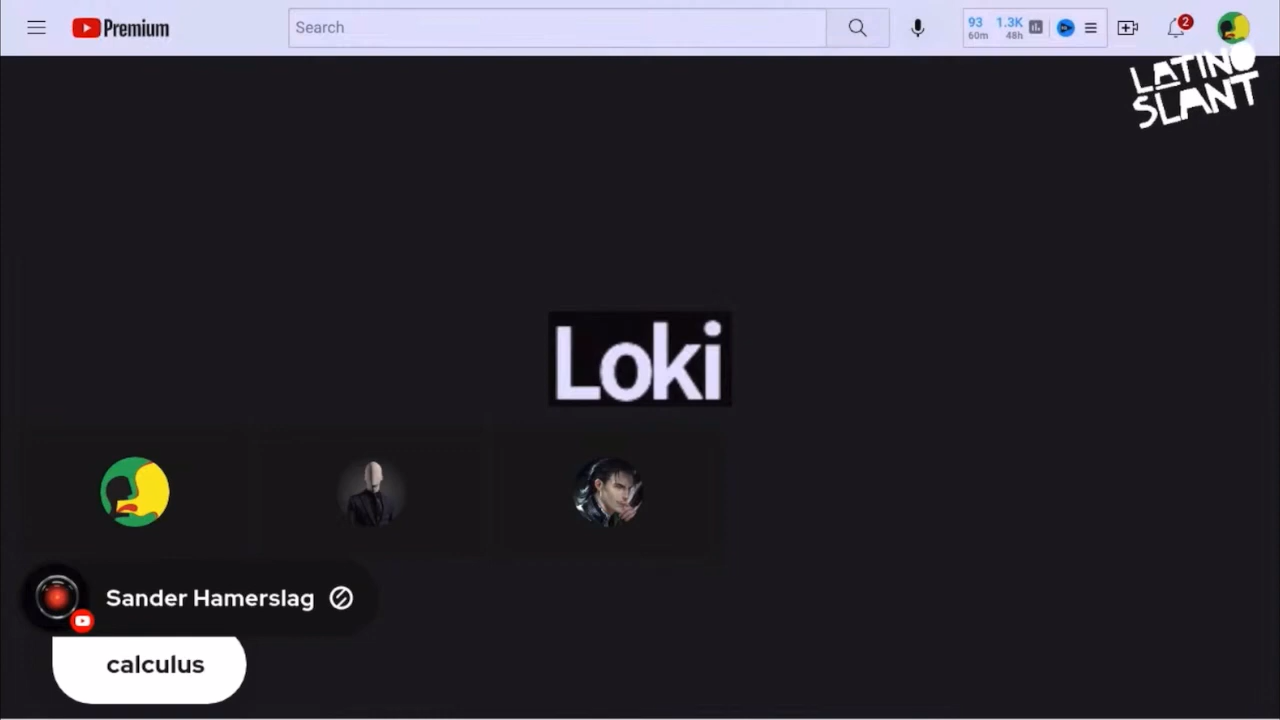 Premium
Search
93
60m
1.3K
48h
2
LATINO
SLANT
Loki
Sander Hamerslag
calculus